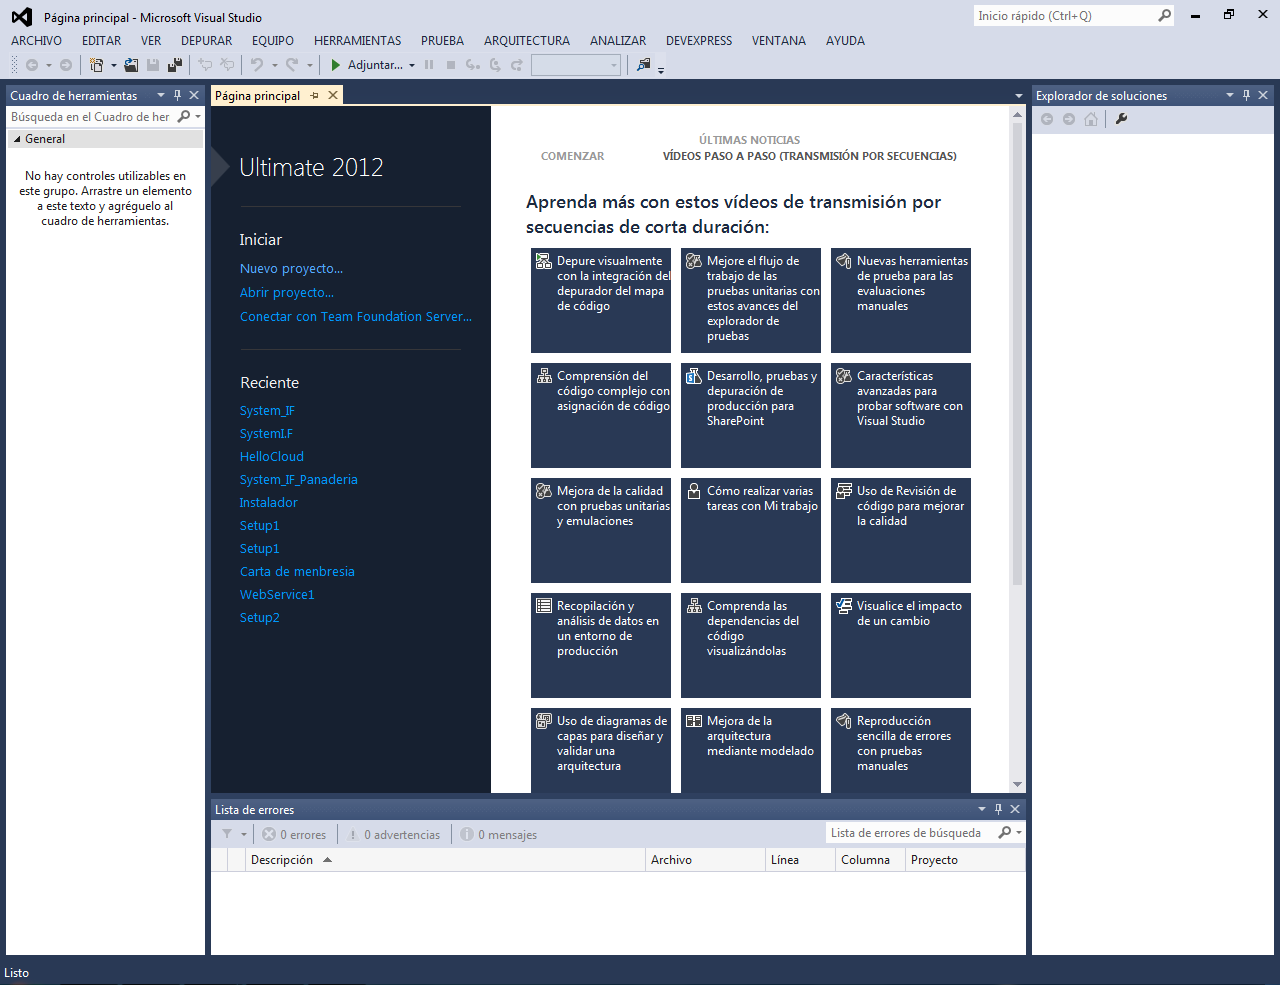 Página principal - Microsoft Visual Studio
Inicio rápido (Ctrl+Q)
ARCHIVO EDITAR VER DEPURAR EQUIPO HERRAMIENTAS PRUEBA ARQUITECTURA ANALIZAR DEVEXPRESS VENTANA AYUDA
Adjuntar...
Cuadro de herramientas
Búsqueda en el Cuadro de her
General
No hay controles utilizables en
este grupo. Arrastre un elemento
a este texto y agréguelo al
cuadro de herramientas.
Página principal
Ultimate 2012
Iniciar
Nuevo proyecto...
Abrir proyecto...
Conectar con Team Foundation Server...
Reciente
System_IF
SystemI.F
HelloCloud
System_IF_Panaderia
Instalador
Setup1
Setup1
Carta de menbresia
WebService1
Setup2
COMENZAR
ÚLTIMAS NOTICIAS
VÍDEOS PASO A PASO (TRANSMISIÓN POR SECUENCIAS)
Aprenda más con estos vídeos de transmisión por
secuencias de corta duración:
Depure visualmente
con la integración del
depurador del mapa
de código
Mejore el flujo de
trabajo de las
pruebas unitarias con
estos avances del
explorador de
pruebas
Nuevas herramientas
de prueba para las
evaluaciones
manuales
Comprensión del
código complejo con
asignación de código
Desarrollo, pruebas y
depuración de
producción para
SharePoint
Características
avanzadas para
probar software con
Visual Studio
Mejora de la calidad
con pruebas unitarias
y emulaciones
Cómo realizar varias
tareas con Mi trabajo
Uso de Revisión de
código para mejorar
la calidad
Recopilación y
análisis de datos en
un entorno de
producción
Comprenda las
dependencias del
código
visualizándolas
Visualice el impacto
de un cambio
Uso de diagramas de
capas para diseñar y
validar una
arquitectura
Mejora de la
arquitectura
mediante modelado
Reproducción
sencilla de errores
con pruebas
manuales
Explorador de soluciones
Lista de errores
0 errores
0 advertencias
0 mensajes
Lista de errores de búsqueda
Descripción Archivo Línea Columna Proyecto
Listo